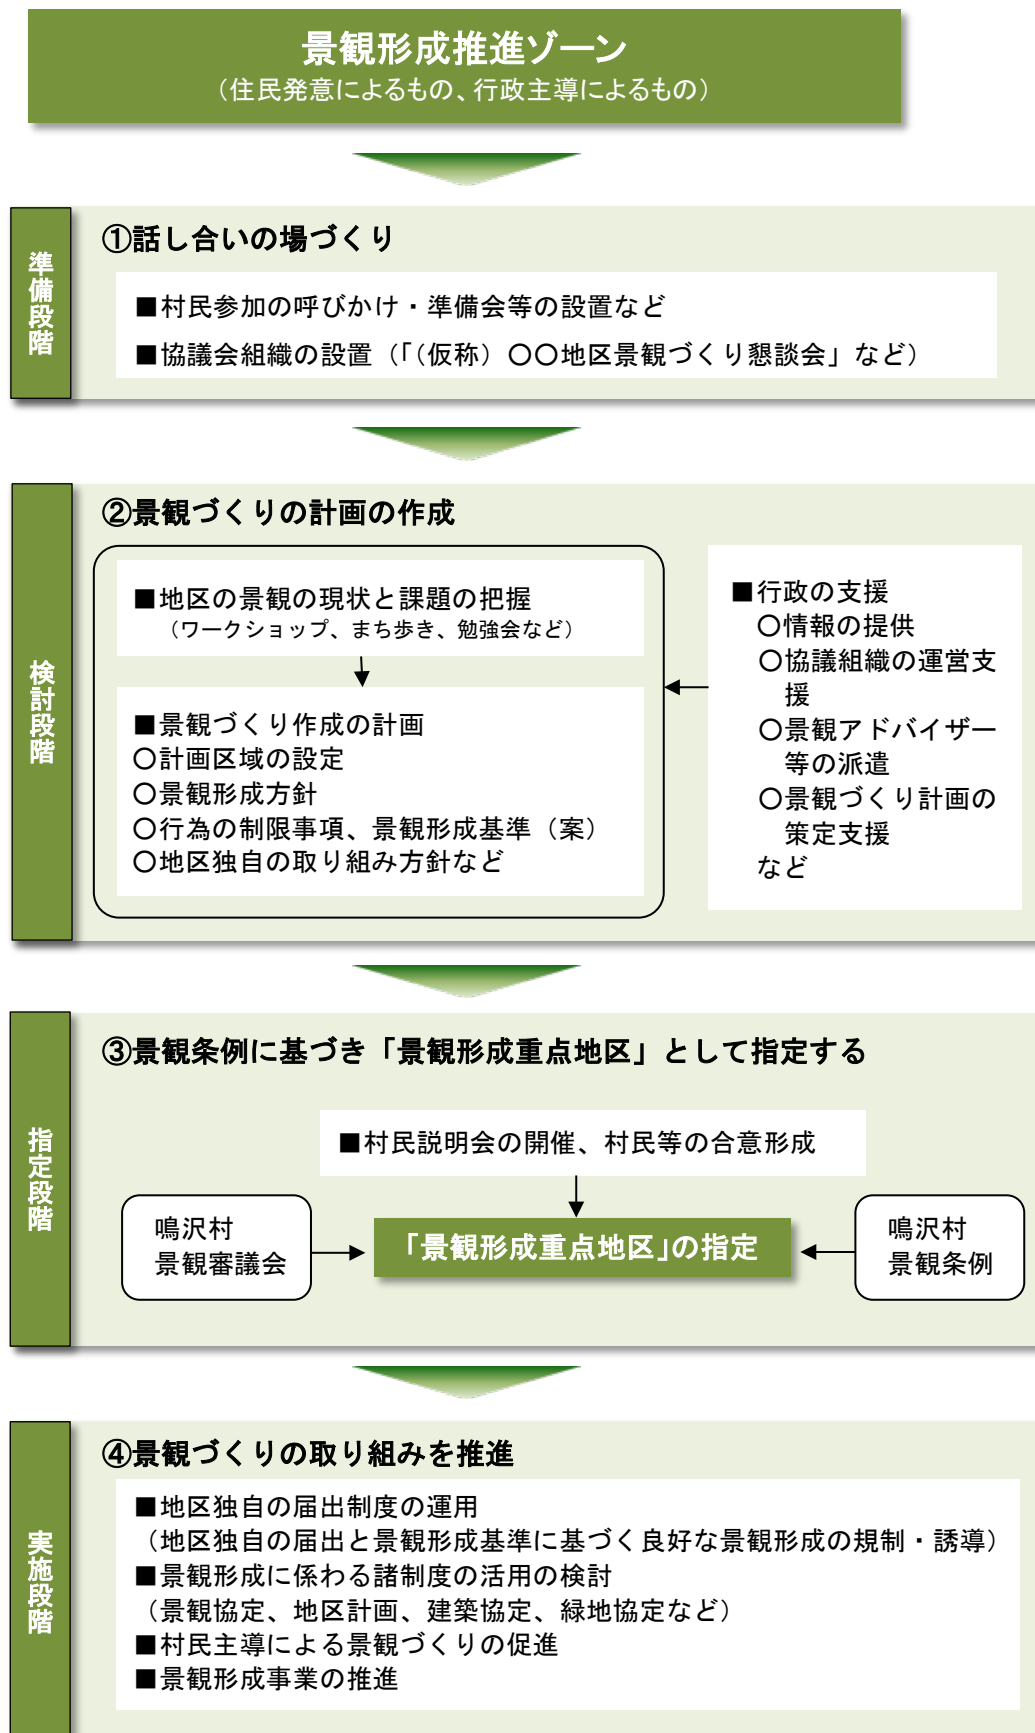 景観形成推進ゾーン
（住民発意によるもの、行政主導によるもの）
準備段階
①話し合いの場づくり
■村民参加の呼びかけ・準備会等の設置など
■協議会組織の設置（「（仮称）〇〇地区景観づくり懇談会」など）
検討段階
②景観づくりの計画の作成
■地区の景観の現状と課題の把握
（ワークショップ、まち歩き、勉強会など）
■景観づくり作成の計画
〇計画区域の設定
〇景観形成方針
〇行為の制限事項、景観形成基準（案）
〇地区独自の取り組み方針など
■行政の支援
〇情報の提供
〇協議組織の運営支
援
〇景観アドバイザー
等の派遣
〇景観づくり計画の
策定支援
など
指定段階
③景観条例に基づき「景観形成重点地区」として指定する
■村民説明会の開催、村民等の合意形成
鳴沢村
景観審議会
「景観形成重点地区」の指定
鳴沢村
景観条例
実施段階
④景観づくりの取り組みを推進
■地区独自の届出制度の運用
（地区独自の届出と景観形成基準に基づく良好な景観形成の規制・誘導）
■景観形成に係わる諸制度の活用の検討
（景観協定、地区計画、建築協定、緑地協定など）
■村民主導による景観づくりの促進
■景観形成事業の推進